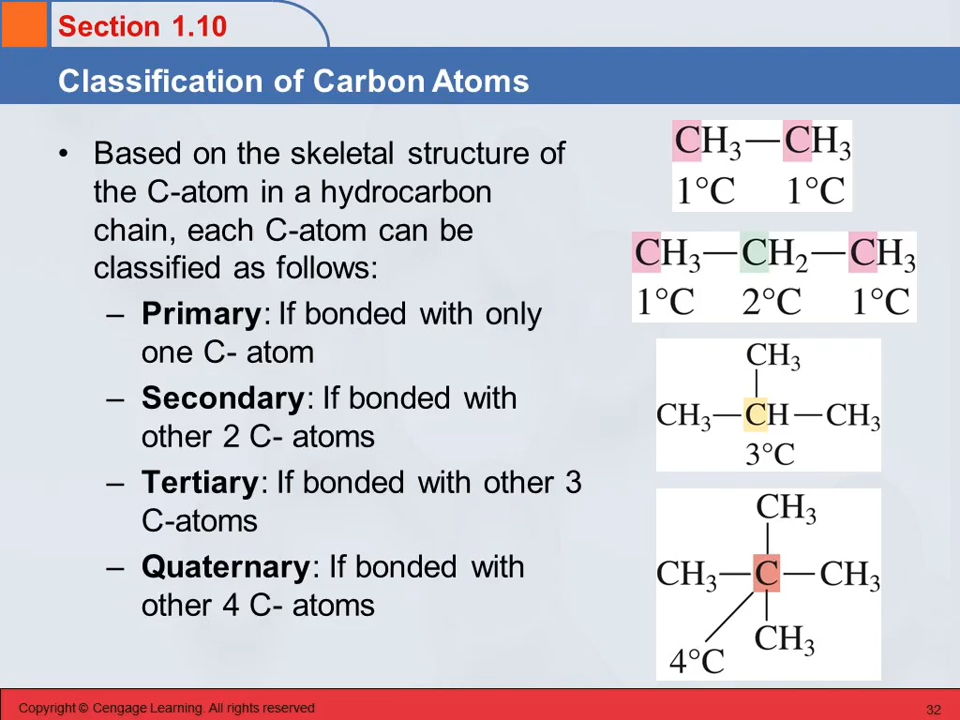 Section 1.10
Classification of Carbon Atoms
• Based on the skeletal structure of
the C-atom in a hydrocarbon
chain, each C-atom can be
classified as follows:
– Primary: If bonded with only
one C- atom
– Secondary: If bonded with
other 2 C- atoms
– Tertiary: If bonded with other 3
C-atoms
– Quaternary: If bonded with
other 4 C- atoms
CH₃—CH₃
1°C 1°C
CH₃—CH₂—CH₃
1°C 2°C 1°C
CH₃
CH₃—CH—CH₃
3°C
CH₃
CH₃—C—CH₃
CH₃
4°C
Copyright © Cengage Learning. All rights reserved
32